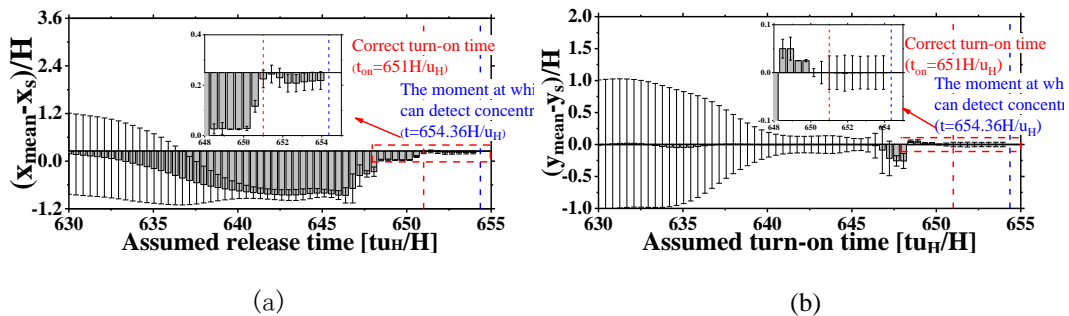 3.6
2.4
1.2
0.0
-1.2
(x_mean-x_s)/H
630
635
640
645
650
655
Assumed release time [tu_H/H]
0.4
0.2
0.0
648
650
652
654
Correct turn-on time
(t_on=651H/u_H)
The moment at whi
can detect concentr
(t=654.36H/u_H)
(a)
1.5
1.0
0.5
0.0
-0.5
-1.0
(y_mean-y_s)/H
630
635
640
645
650
655
Assumed turn-on time [tu_H/H]
0.1
0.0
-0.1
648
650
652
654
Correct turn-on time
(t_on=651H/u_H)
The moment at whi
can detect concentr
(t=654.36H/u_H)
(b)